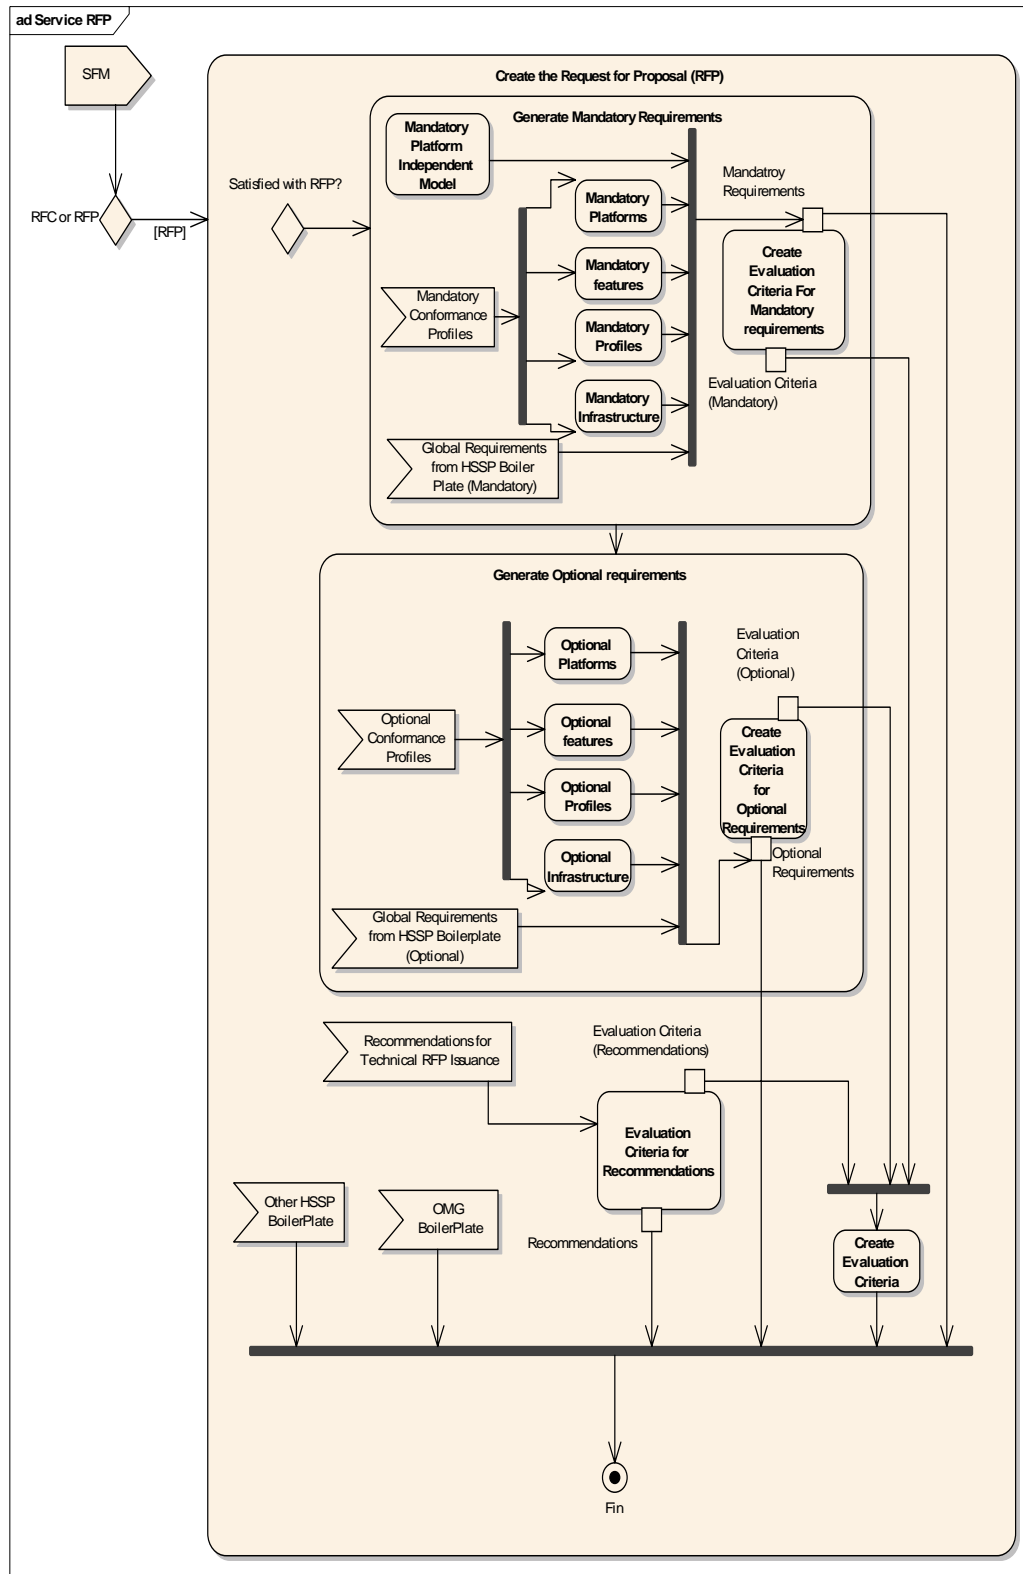 ad Service RFP
SFM
Create the Request for Proposal (RFP)
Generate Mandatory Requirements
Mandatory
Platform
Independent
Model
Satisfied with RFP?
RFC or RFP
[RFP]
Mandatory
Platforms
Mandatory
features
Mandatory
Conformance
Profiles
Mandatory
Profiles
Mandatory
Infrastructure
Global Requirements
from HSSP Boiler
Plate (Mandatory)
Mandatroy
Requirements
Create
Evaluation
Criteria For
Mandatory
requirements
Evaluation Criteria
(Mandatory)
Generate Optional requirements
Optional
Platforms
Optional
features
Optional
Conformance
Profiles
Optional
Profiles
Optional
Infrastructure
Global Requirements
from HSSP Boilerplate
(Optional)
Evaluation
Criteria
(Optional)
Create
Evaluation
Criteria
for
Optional
Requirements
Optional
Requirements
Recommendations for
Technical RFP Issuance
Evaluation Criteria
(Recommendations)
Evaluation
Criteria for
Recommendations
Other HSSP
BoilerPlate
OMG
BoilerPlate
Recommendations
Create
Evaluation
Criteria
Fin